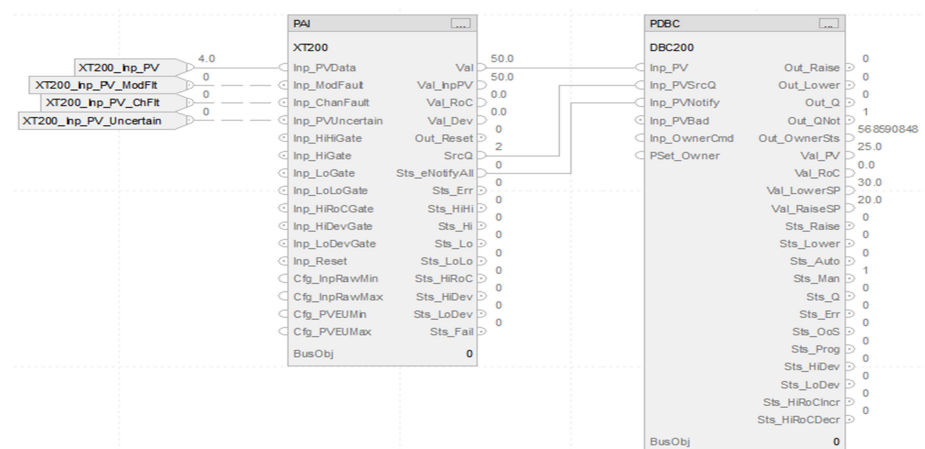 PAI ...
XT200
XT200_Inp_PV 4.0 Inp_PVData Val 50.0
XT200_Inp_PV_ModFlt 0 Inp_ModFault Val_InpPV 50.0
XT200_Inp_PV_ChFlt 0 Inp_ChanFault Val_RoC 0.0
XT200_Inp_PV_Uncertain 0 Inp_PVUncertain Val_Dev 0.0
Inp_HiHiGate Out_Reset 0
Inp_HiGate SrcQ 2
Inp_LoGate Sts_eNotifyAll 0
Inp_LoLoGate Sts_Err 0
Inp_HiRoCGate Sts_HiHi 0
Inp_HiDevGate Sts_Hi 0
Inp_LoDevGate Sts_Lo 0
Inp_Reset Sts_LoLo 0
Cfg_InpRawMin Sts_HiRoC 0
Cfg_InpRawMax Sts_HiDev 0
Cfg_PVEUMin Sts_LoDev 0
Cfg_PVEUMax Sts_Fail 0
BusObj 0
PDBC ...
DBC200
Inp_PV Out_Raise 0
Inp_PVSrcQ Out_Lower 0
Inp_PVNotify Out_Q 0
Inp_PVBad Out_QNot 1
Inp_OwnerCmd Out_OwnerSts 568590848
PSet_Owner Val_PV 25.0
Val_RoC 0.0
Val_LowerSP 30.0
Val_RaiseSP 20.0
Sts_Raise 0
Sts_Lower 0
Sts_Auto 0
Sts_Man 1
Sts_Q 0
Sts_Err 0
Sts_OoS 0
Sts_Prog 0
Sts_HiDev 0
Sts_LoDev 0
Sts_HiRoCIncr 0
Sts_HiRoCDecr 0
BusObj 0